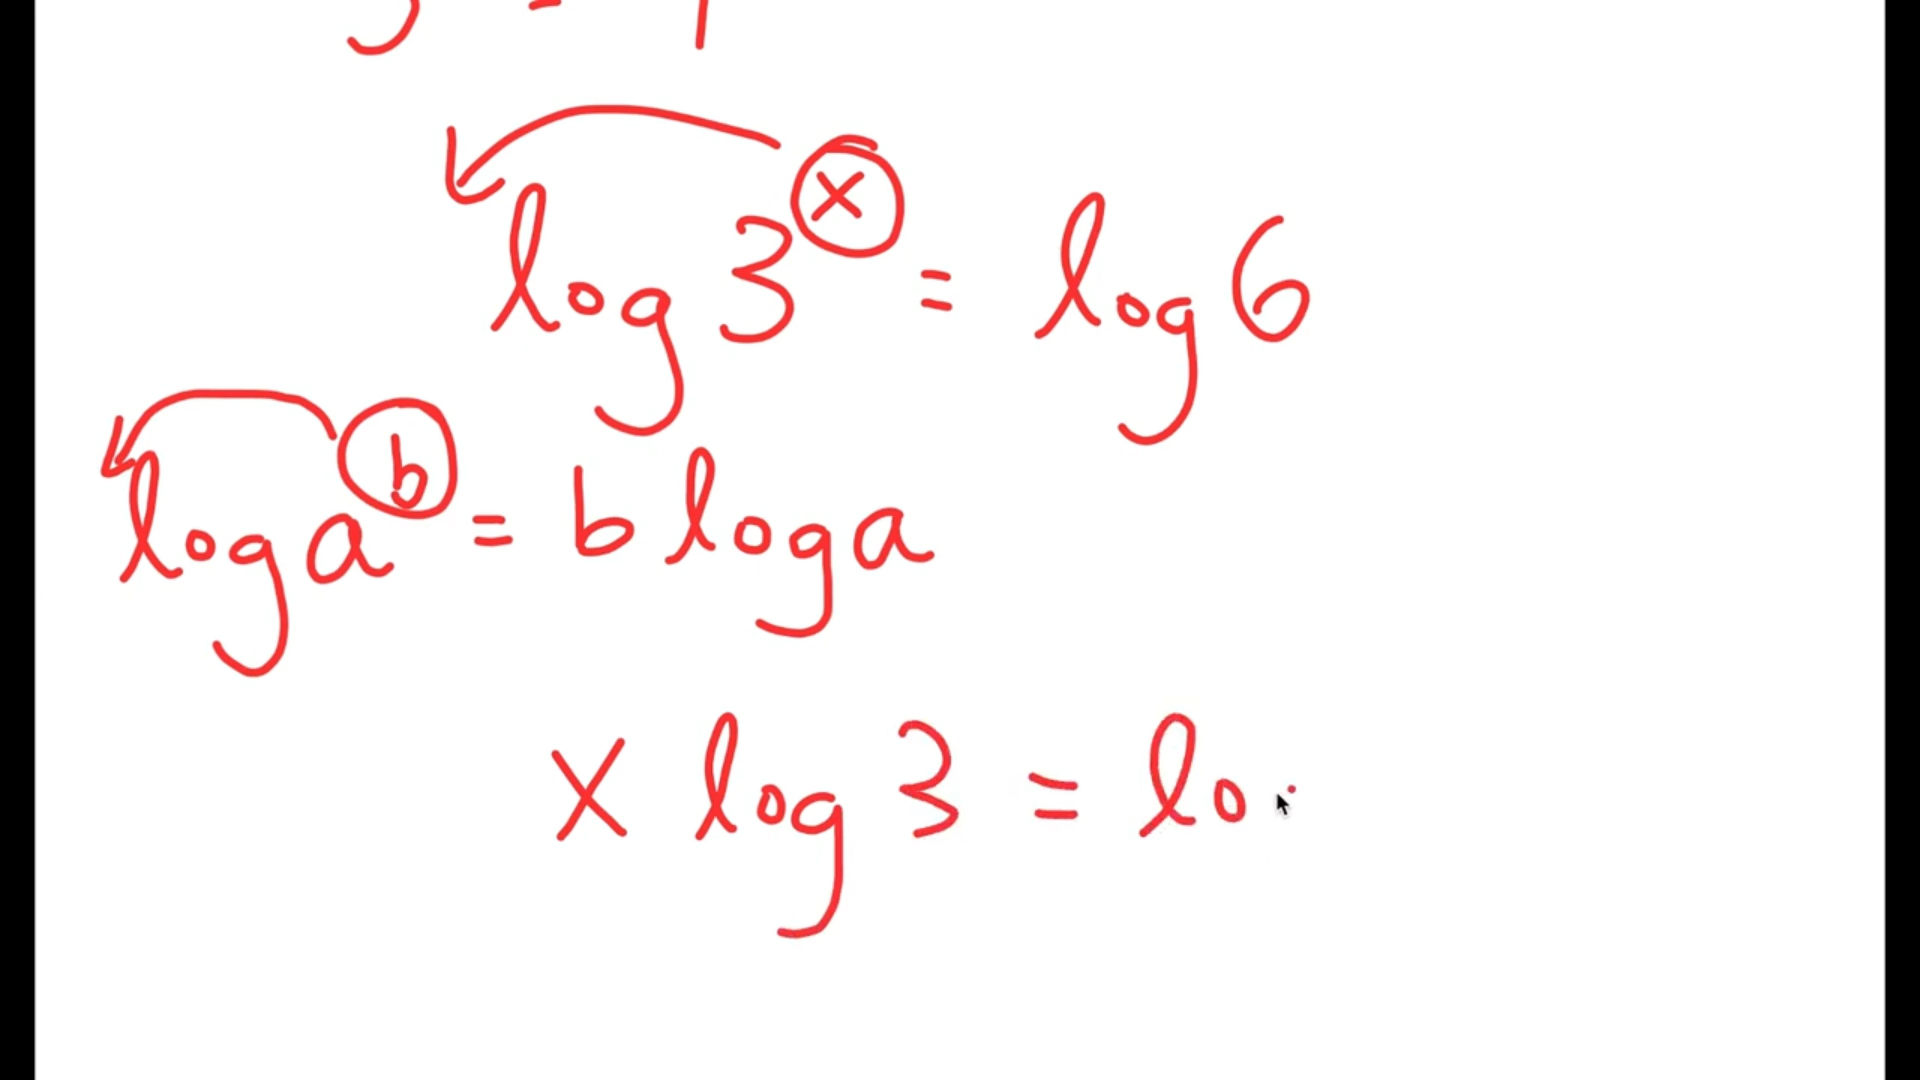 log 3^x = log 6
log a^b = b log a
x log 3 = lo